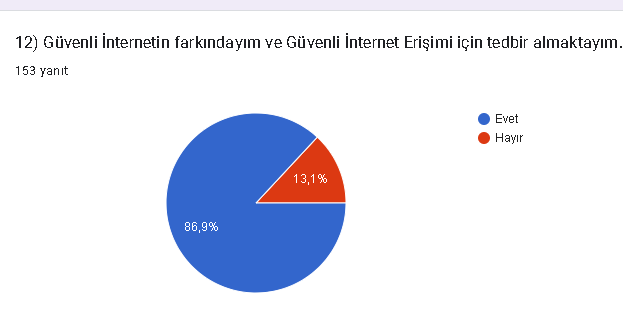 12) Güvenli İnternetin farkındayım ve Güvenli İnternet Erişimi için tedbir almaktayım.
153 yanıt
Evet
Hayır
13,1%
86,9%